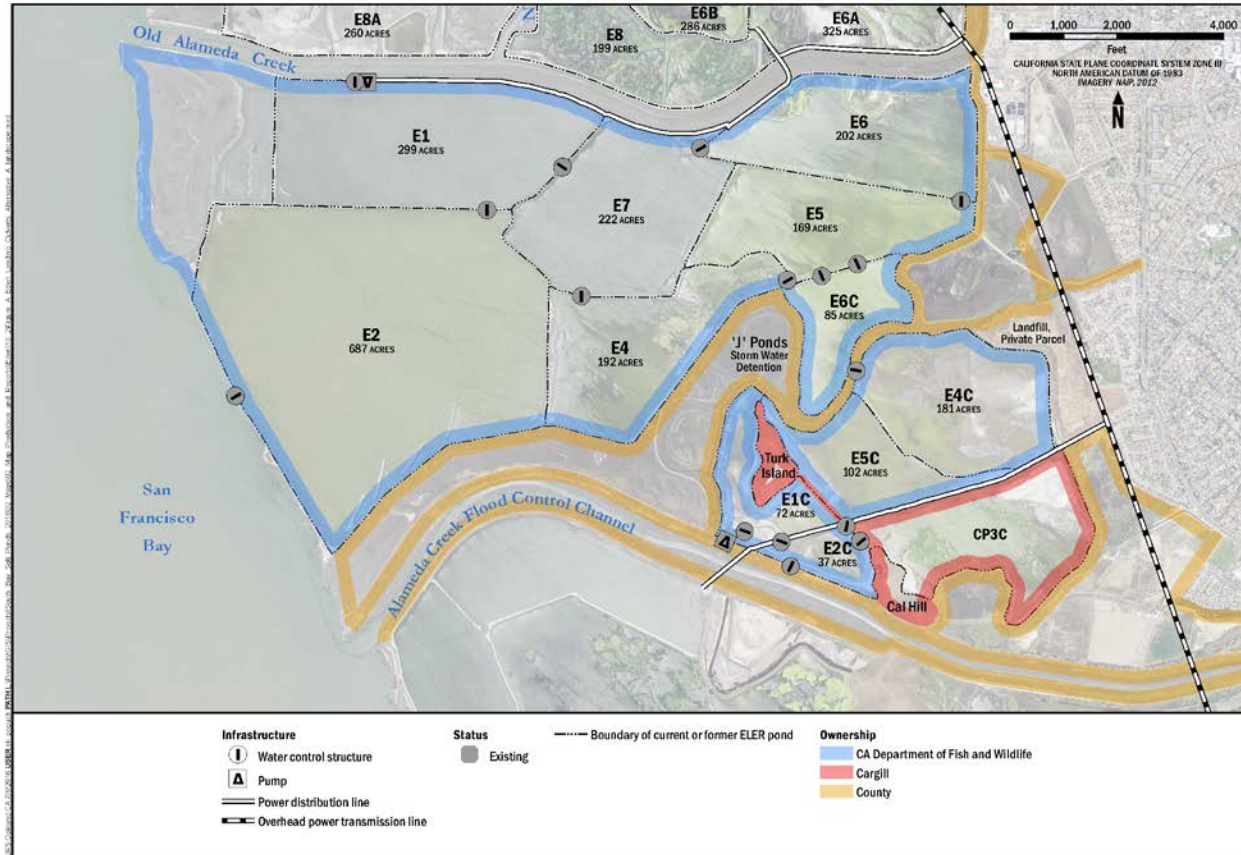 E8A
260 ACRES
E8
199 ACRES
E6B
286 ACRES
E6A
325 ACRES
0 1,000 2,000 4,000
Feet
CALIFORNIA STATE PLANE COORDINATE SYSTEM ZONE III
NORTH AMERICAN DATUM OF 1983
IMAGERY NAIP, 2012
N
Old Alameda Creek
E1
299 ACRES
E6
202 ACRES
E7
222 ACRES
E5
169 ACRES
E6C
85 ACRES
E2
687 ACRES
E4
192 ACRES
'J' Ponds
Storm Water
Detention
Landfill,
Private Parcel
E4C
181 ACRES
E5C
102 ACRES
Turk
Island
E1C
72 ACRES
E2C
37 ACRES
CP3C
Cal Hill
San
Francisco
Bay
Alameda Creek Flood Control Channel
Infrastructure
Water control structure
Pump
Power distribution line
Overhead power transmission line
Status
Existing
Boundary of current or former ELER pond
Ownership
CA Department of Fish and Wildlife
Cargill
County